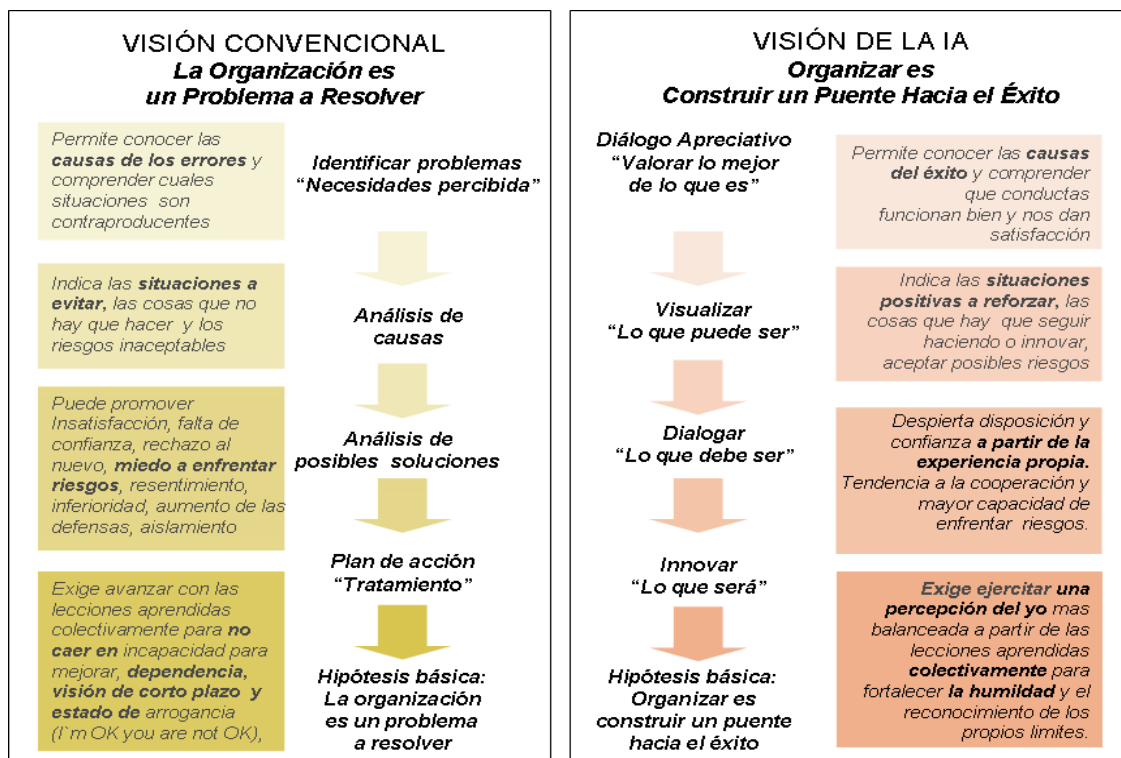 VISIÓN CONVENCIONAL
La Organización es
un Problema a Resolver
Permite conocer las
causas de los errores y
comprender cuales
situaciones son
contraproducentes
Identificar problemas
“Necesidades percibida”
Indica las situaciones a
evitar, las cosas que no
hay que hacer y los
riesgos inaceptables
Análisis de
causas
Puede promover
Insatisfacción, falta de
confianza, rechazo al
nuevo, miedo a enfrentar
riesgos, resentimiento,
inferioridad, aumento de las
defensas, aislamiento
Análisis de
posibles soluciones
Plan de acción
“Tratamiento”
Exige avanzar con las
lecciones aprendidas
colectivamente para no
caer en incapacidad para
mejorar, dependencia,
visión de corto plazo y
estado de arrogancia
(I`m OK you are not OK),
Hipótesis básica:
La organización
es un problema
a resolver
VISIÓN DE LA IA
Organizar es
Construir un Puente Hacia el Éxito
Diálogo Apreciativo
“Valorar lo mejor
de lo que es”
Permite conocer las causas
del éxito y comprender
que conductas
funcionan bien y nos dan
satisfacción
Visualizar
“Lo que puede ser”
Indica las situaciones
positivas a reforzar, las
cosas que hay que seguir
haciendo o innovar,
aceptar posibles riesgos
Dialogar
“Lo que debe ser”
Despierta disposición y
confianza a partir de la
experiencia propia.
Tendencia a la cooperación y
mayor capacidad de
enfrentar riesgos.
Innovar
“Lo que será”
Exige ejercitar una
percepción del yo mas
balanceada a partir de las
lecciones aprendidas
colectivamente para
fortalecer la humildad y el
reconocimiento de los
propios limites.
Hipótesis básica:
Organizar es
construir un puente
hacia el éxito